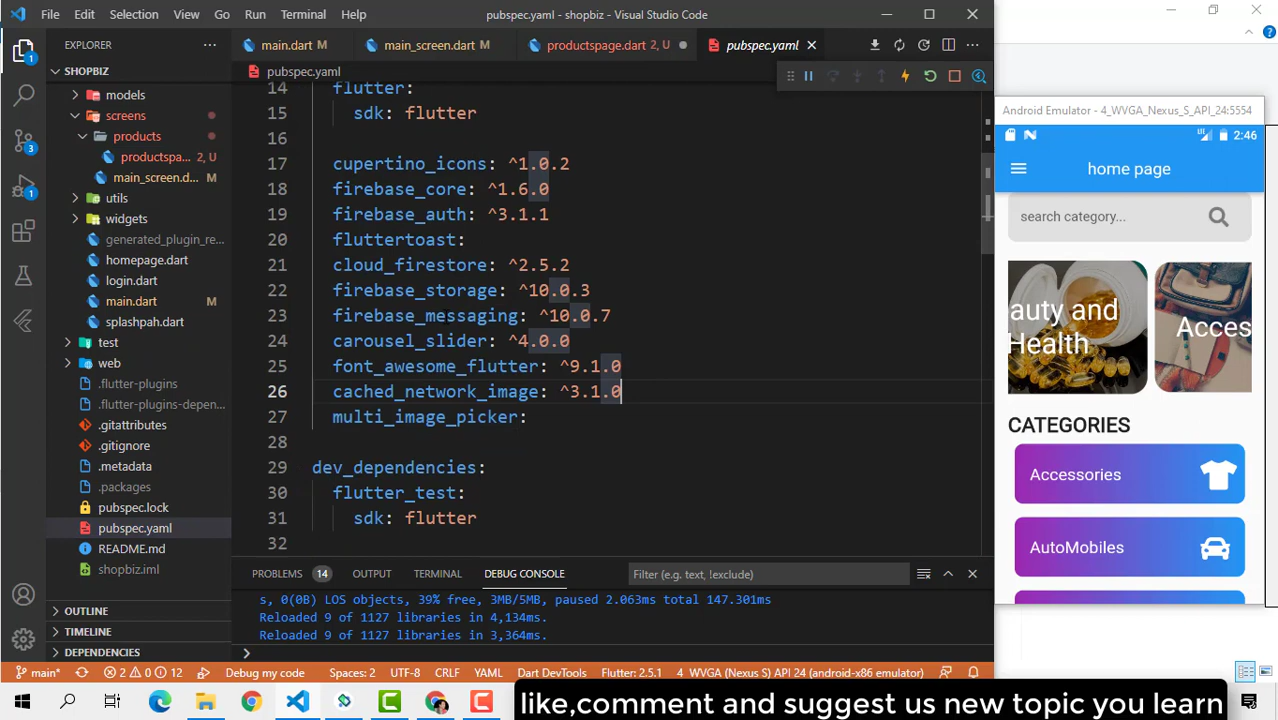 File Edit Selection View Go Run Terminal Help pubspec.yaml - shopbiz - Visual Studio Code
EXPLORER
SHOPBIZ
models
screens
products
productspa... 2, U
main_screen.d... M
utils
widgets
generated_plugin_re...
homepage.dart
login.dart
main.dart M
splashpah.dart
test
web
.flutter-plugins
.flutter-plugins-depen...
.gitattributes
.gitignore
.metadata
.packages
pubspec.lock
pubspec.yaml
README.md
shopbiz.iml
OUTLINE
TIMELINE
DEPENDENCIES
main.dart M main_screen.dart M productspage.dart 2, U pubspec.yaml
pubspec.yaml
14 flutter:
15 sdk: flutter
16
17 cupertino_icons: ^1.0.2
18 firebase_core: ^1.6.0
19 firebase_auth: ^3.1.1
20 fluttertoast:
21 cloud_firestore: ^2.5.2
22 firebase_storage: ^10.0.3
23 firebase_messaging: ^10.0.7
24 carousel_slider: ^4.0.0
25 font_awesome_flutter: ^9.1.0
26 cached_network_image: ^3.1.0
27 multi_image_picker:
28
29 dev_dependencies:
30 flutter_test:
31 sdk: flutter
32
PROBLEMS 14 OUTPUT TERMINAL DEBUG CONSOLE Filter (e.g. text, !exclude)
s, 0(0B) LOS objects, 39% free, 3MB/5MB, paused 2.063ms total 147.301ms
Reloaded 9 of 1127 libraries in 4,134ms.
Reloaded 9 of 1127 libraries in 3,364ms.
main* 2 0 12 Debug my code Spaces: 2 UTF-8 CRLF YAML Dart DevTools Flutter: 2.5.1 4 WVGA (Nexus S) API 24 (android-x86 emulator)
Android Emulator - 4_WVGA_Nexus_S_API_24:5554
2:46
home page
search category...
auty and
Health
Acces
CATEGORIES
Accessories
AutoMobiles
like,comment and suggest us new topic you learn